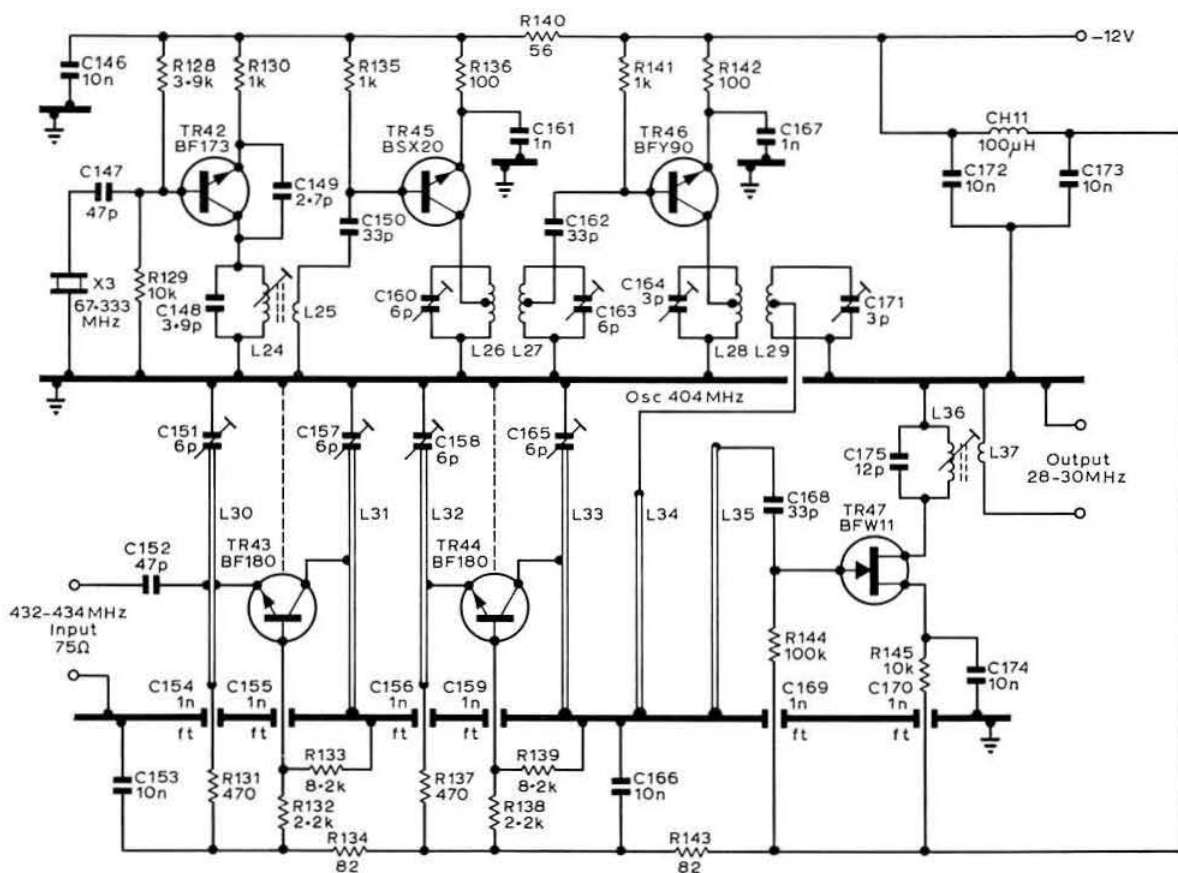 R140
56
−12V
C146
10n
R128
3·9k
R130
1k
R135
1k
R136
100
R141
1k
R142
100
TR42
BF173
TR45
BSX20
C161
1n
TR46
BFY90
C167
1n
CH11
100μH
C172
10n
C173
10n
C147
47p
C149
2·7p
C150
33p
C162
33p
X3
67·333
MHz
R129
10k
C148
3·9p
L25
C160
6p
C163
6p
C164
3p
C171
3p
L24
L26
L27
L28
L29
Osc 404MHz
C151
6p
C157
6p
C158
6p
C165
6p
L36
C175
12p
L37
Output
28-30MHz
L30
L31
L32
L33
L34
L35
C168
33p
TR47
BFW11
C152
47p
TR43
BF180
TR44
BF180
432-434MHz
Input
75Ω
R144
100k
R145
10k
C174
10n
C154
1n
C155
1n
C156
1n
C159
1n
C169
1n
C170
1n
ft
ft
ft
ft
ft
ft
C153
10n
R131
470
R133
8·2k
R132
2·2k
R137
470
R139
8·2k
R138
2·2k
C166
10n
R134
82
R143
82